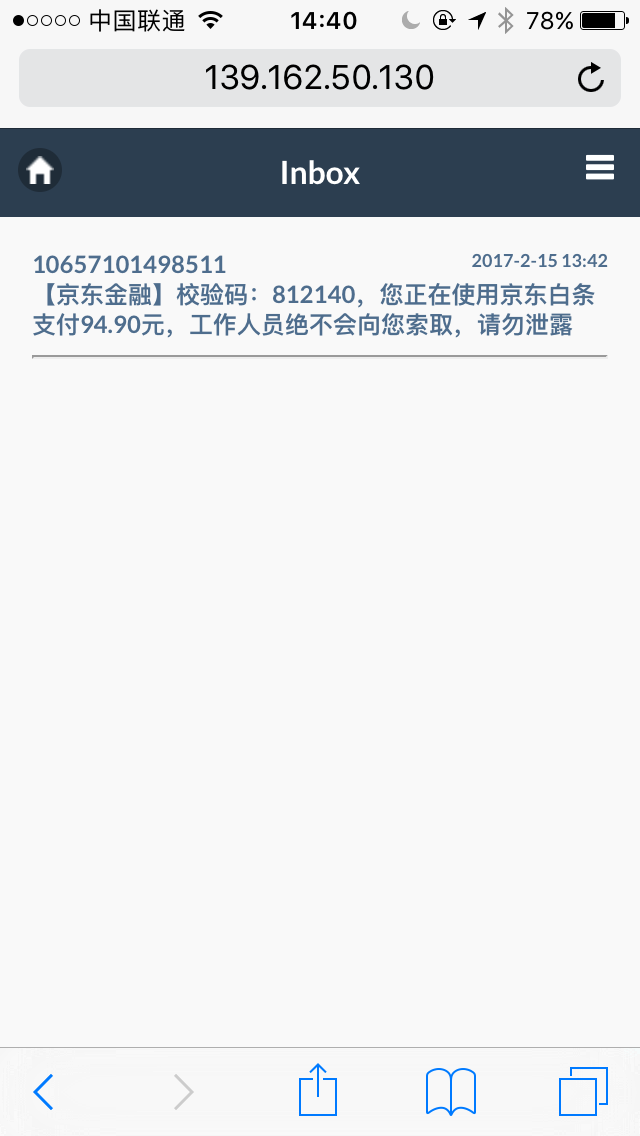 中国联通 14:40 78%
139.162.50.130
Inbox
10657101498511 2017-2-15 13:42
【京东金融】校验码：812140，您正在使用京东白条
支付94.90元，工作人员绝不会向您索取，请勿泄露